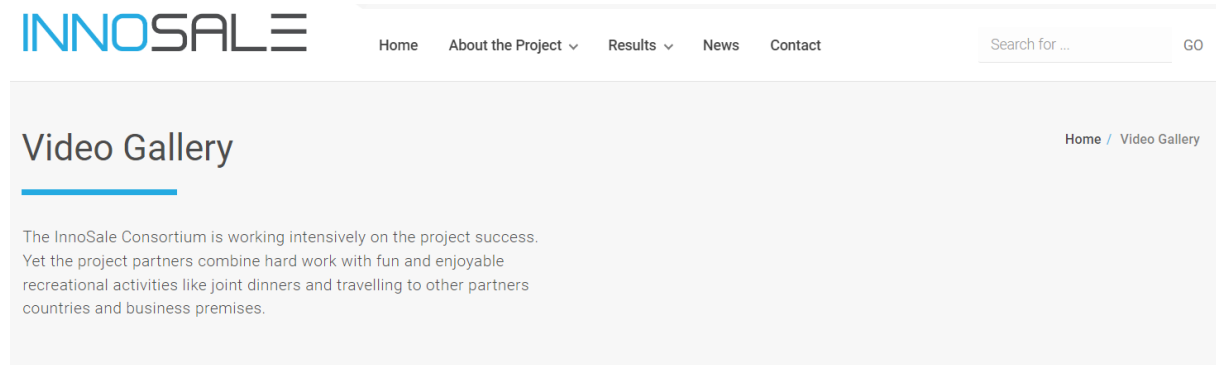 INNOSALE
Home About the Project Results News Contact Search for ... GO
Video Gallery
Home / Video Gallery
The InnoSale Consortium is working intensively on the project success.
Yet the project partners combine hard work with fun and enjoyable
recreational activities like joint dinners and travelling to other partners
countries and business premises.